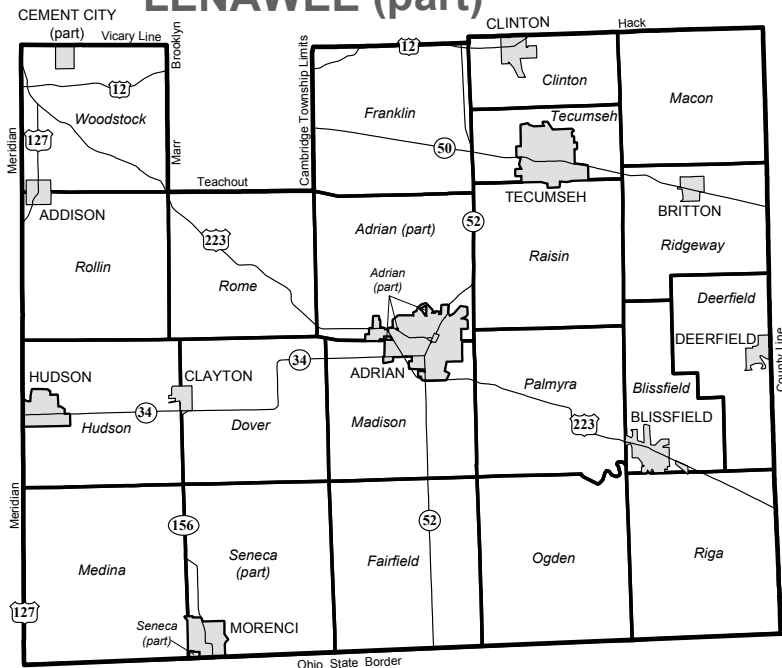 LENAWEE (part)
CEMENT CITY
(part)
Vicary Line
Brooklyn
Cambridge Township Limits
12
CLINTON
Hack
Clinton
Macon
12
Woodstock
Franklin
Tecumseh
Meridian
127
Marr
50
Teachout
TECUMSEH
BRITTON
ADDISON
52
223
Adrian (part)
Ridgeway
Rollin
Rome
Adrian
(part)
Raisin
Deerfield
DEERFIELD
County Line
34
ADRIAN
HUDSON
CLAYTON
Palmyra
Blissfield
34
Hudson
Dover
Madison
223
BLISSFIELD
Meridian
156
52
Medina
Seneca
(part)
Fairfield
Ogden
Riga
127
Seneca
(part)
MORENCI
Ohio State Border